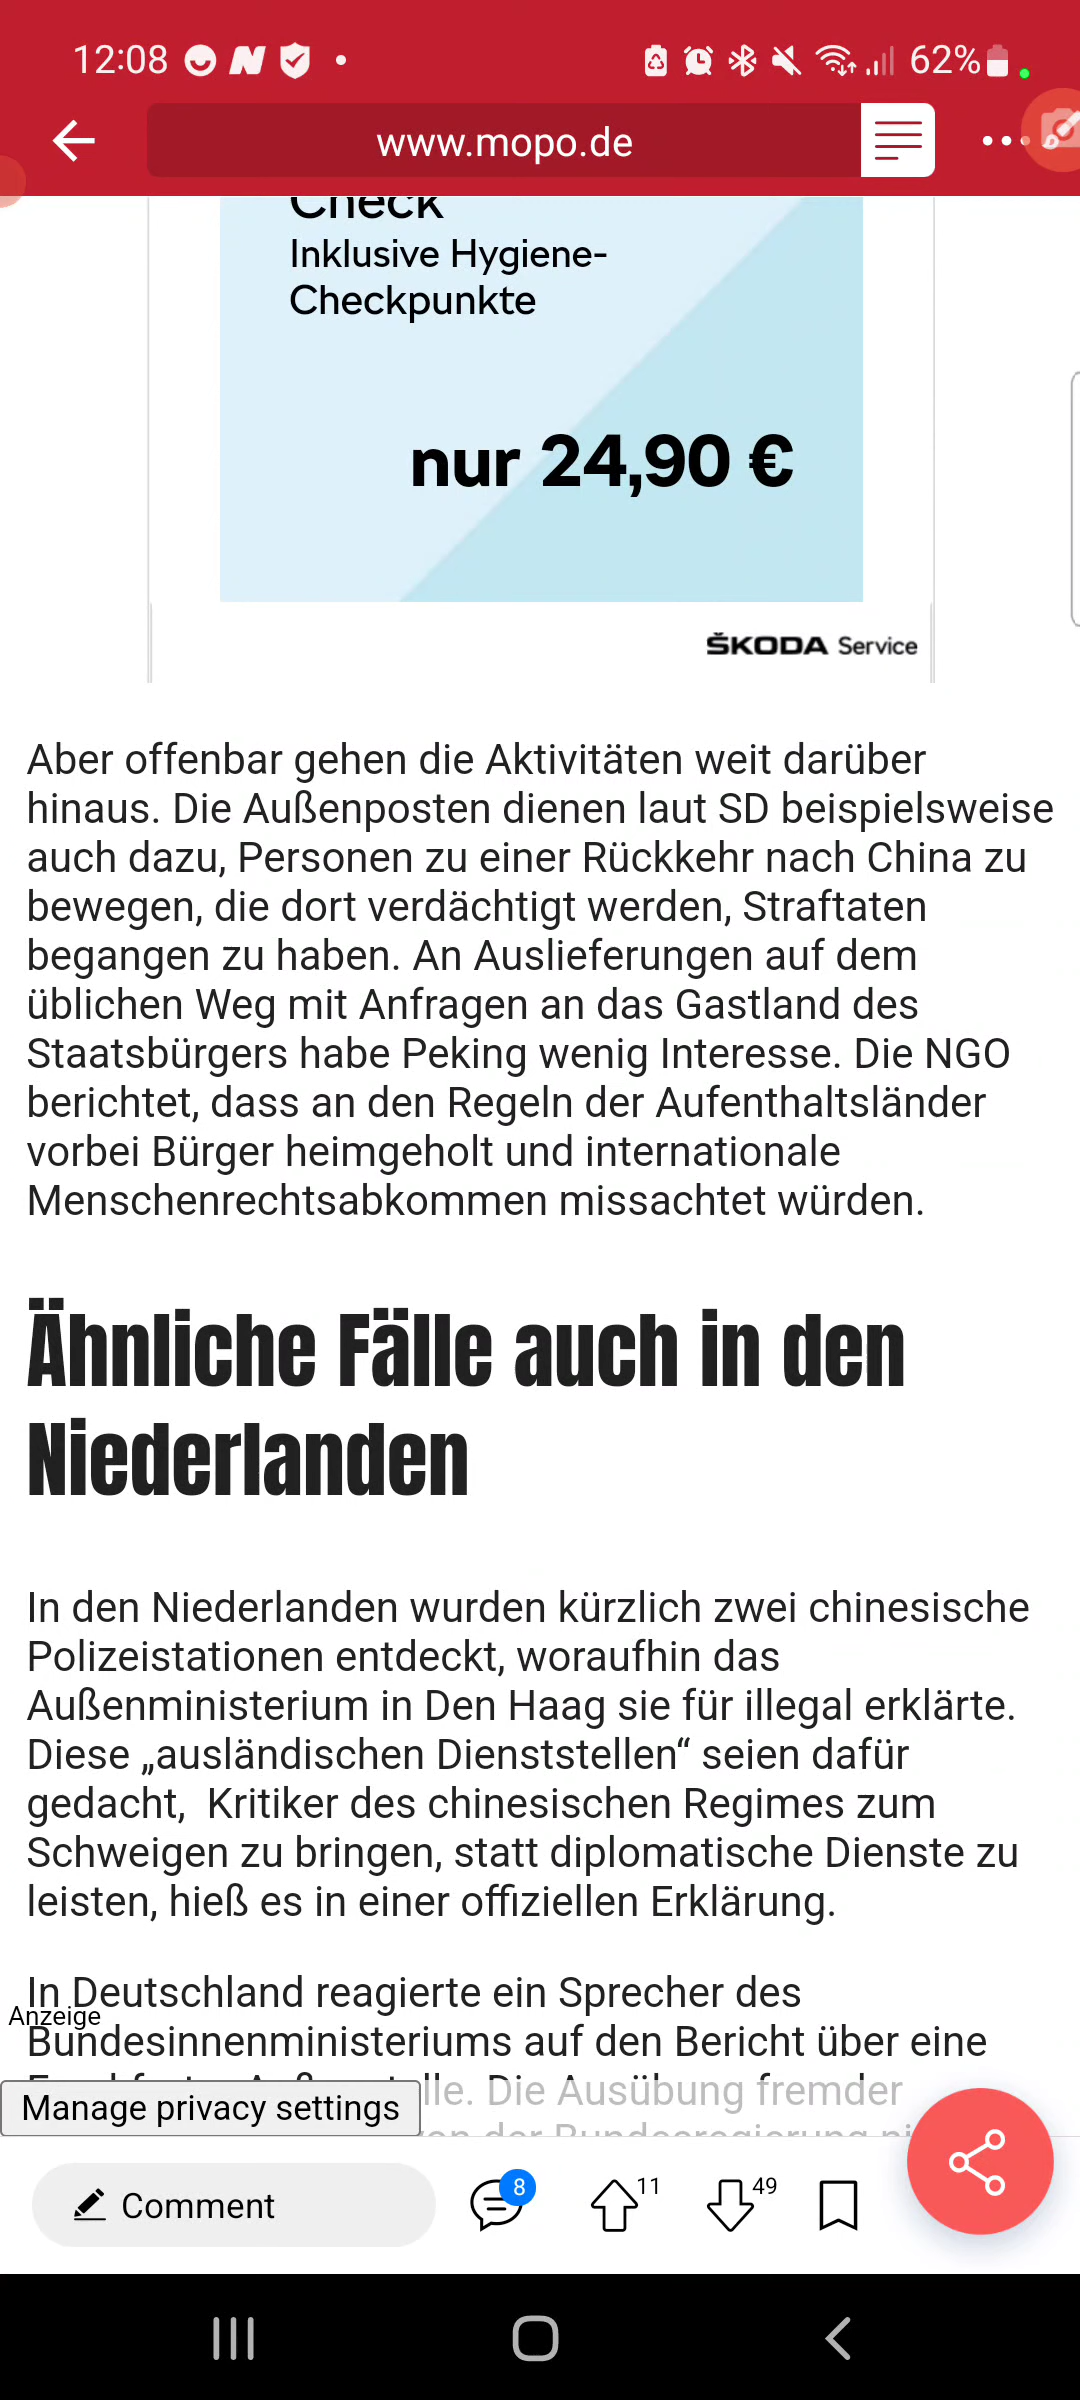 12:08
62%
www.mopo.de
Check
Inklusive Hygiene-
Checkpunkte
nur 24,90 €
ŠKODA Service
Aber offenbar gehen die Aktivitäten weit darüber
hinaus. Die Außenposten dienen laut SD beispielsweise
auch dazu, Personen zu einer Rückkehr nach China zu
bewegen, die dort verdächtigt werden, Straftaten
begangen zu haben. An Auslieferungen auf dem
üblichen Weg mit Anfragen an das Gastland des
Staatsbürgers habe Peking wenig Interesse. Die NGO
berichtet, dass an den Regeln der Aufenthaltsländer
vorbei Bürger heimgeholt und internationale
Menschenrechtsabkommen missachtet würden.
Ähnliche Fälle auch in den
Niederlanden
In den Niederlanden wurden kürzlich zwei chinesische
Polizeistationen entdeckt, woraufhin das
Außenministerium in Den Haag sie für illegal erklärte.
Diese „ausländischen Dienststellen“ seien dafür
gedacht,  Kritiker des chinesischen Regimes zum
Schweigen zu bringen, statt diplomatische Dienste zu
leisten, hieß es in einer offiziellen Erklärung.
In Deutschland reagierte ein Sprecher des
Anzeige
Bundesinnenministeriums auf den Bericht über eine
lle. Die Ausübung fremder
Manage privacy settings
von der Bundesregierung
Comment
8
11
49